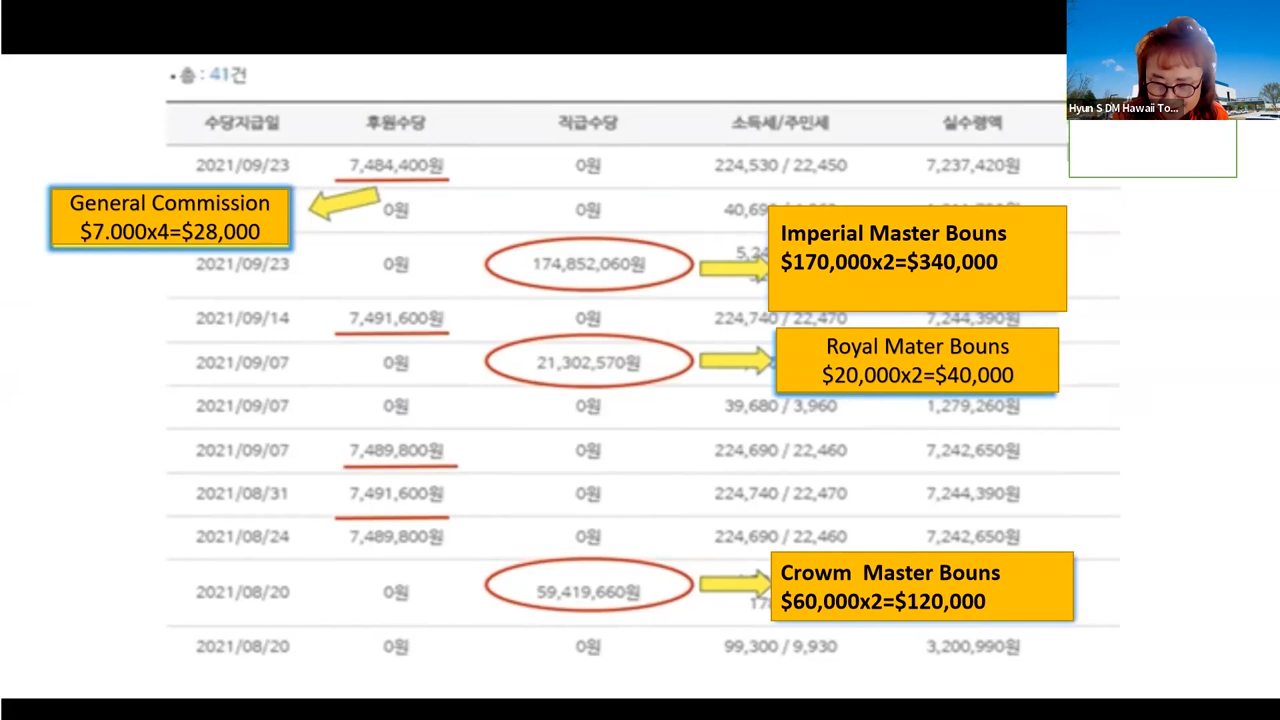 Hyun S DM Hawaii To...
• 총 : 41건
수당지급일 후원수당 직급수당 소득세/주민세 실수령액
2021/09/23 7,484,400원 0원 224,530 / 22,450 7,237,420원
General Commission
$7.000x4=$28,000
0원 0원
Imperial Master Bouns
$170,000x2=$340,000
2021/09/23 0원 174,852,060원
2021/09/14 7,491,600원 0원 224,740 / 22,470 7,244,390원
Royal Mater Bouns
$20,000x2=$40,000
2021/09/07 0원 21,302,570원
2021/09/07 0원 0원 39,680 / 3,960 1,279,260원
2021/09/07 7,489,800원 0원 224,690 / 22,460 7,242,650원
2021/08/31 7,491,600원 0원 224,740 / 22,470 7,244,390원
2021/08/24 7,489,800원 0원 224,690 / 22,460 7,242,650원
Crowm Master Bouns
$60,000x2=$120,000
2021/08/20 0원 59,419,660원
2021/08/20 0원 0원 99,300 / 9,930 3,200,990원